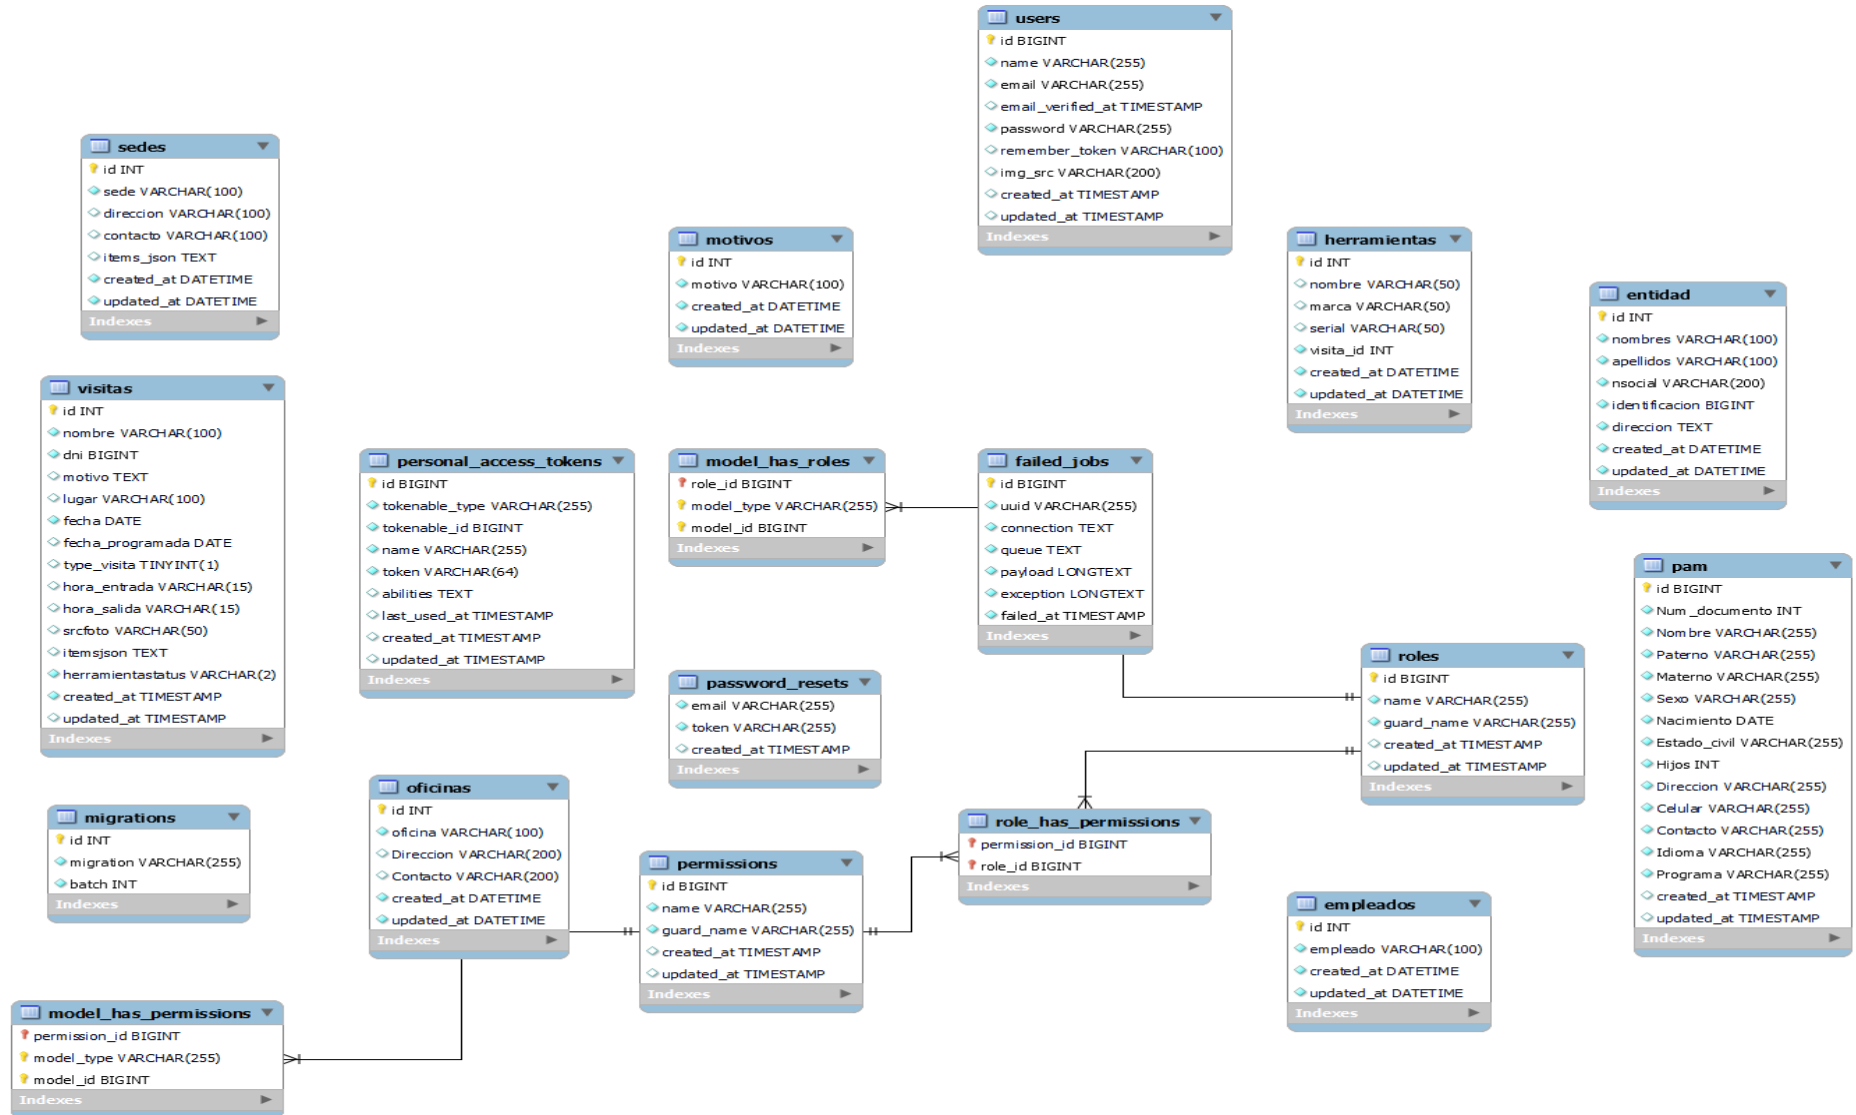 users
id BIGINT
name VARCHAR(255)
email VARCHAR(255)
email_verified_at TIMESTAMP
password VARCHAR(255)
remember_token VARCHAR(100)
img_src VARCHAR(200)
created_at TIMESTAMP
updated_at TIMESTAMP
Indexes
sedes
id INT
sede VARCHAR(100)
direccion VARCHAR(100)
contacto VARCHAR(100)
items_json TEXT
created_at DATETIME
updated_at DATETIME
Indexes
motivos
id INT
motivo VARCHAR(100)
created_at DATETIME
updated_at DATETIME
Indexes
herramientas
id INT
nombre VARCHAR(50)
marca VARCHAR(50)
serial VARCHAR(50)
visita_id INT
created_at DATETIME
updated_at DATETIME
Indexes
entidad
id INT
nombres VARCHAR(100)
apellidos VARCHAR(100)
nsocial VARCHAR(200)
identificacion BIGINT
direccion TEXT
created_at DATETIME
updated_at DATETIME
Indexes
visitas
id INT
nombre VARCHAR(100)
dni BIGINT
motivo TEXT
lugar VARCHAR(100)
fecha DATE
fecha_programada DATE
type_visita TINYINT(1)
hora_entrada VARCHAR(15)
hora_salida VARCHAR(15)
srcfoto VARCHAR(50)
itemsjson TEXT
herramientastatus VARCHAR(2)
created_at TIMESTAMP
updated_at TIMESTAMP
Indexes
personal_access_tokens
id BIGINT
tokenable_type VARCHAR(255)
tokenable_id BIGINT
name VARCHAR(255)
token VARCHAR(64)
abilities TEXT
last_used_at TIMESTAMP
created_at TIMESTAMP
updated_at TIMESTAMP
Indexes
model_has_roles
role_id BIGINT
model_type VARCHAR(255)
model_id BIGINT
Indexes
failed_jobs
id BIGINT
uuid VARCHAR(255)
connection TEXT
queue TEXT
payload LONGTEXT
exception LONGTEXT
failed_at TIMESTAMP
Indexes
pam
id BIGINT
Num_documento INT
Nombre VARCHAR(255)
Paterno VARCHAR(255)
Materno VARCHAR(255)
Sexo VARCHAR(255)
Nacimiento DATE
Estado_civil VARCHAR(255)
Hijos INT
Direccion VARCHAR(255)
Celular VARCHAR(255)
Contacto VARCHAR(255)
Idioma VARCHAR(255)
Programa VARCHAR(255)
created_at TIMESTAMP
updated_at TIMESTAMP
Indexes
roles
id BIGINT
name VARCHAR(255)
guard_name VARCHAR(255)
created_at TIMESTAMP
updated_at TIMESTAMP
Indexes
password_resets
email VARCHAR(255)
token VARCHAR(255)
created_at TIMESTAMP
Indexes
oficinas
id INT
oficina VARCHAR(100)
Direccion VARCHAR(200)
Contacto VARCHAR(200)
created_at DATETIME
updated_at DATETIME
Indexes
migrations
id INT
migration VARCHAR(255)
batch INT
Indexes
permissions
id BIGINT
name VARCHAR(255)
guard_name VARCHAR(255)
created_at TIMESTAMP
updated_at TIMESTAMP
Indexes
role_has_permissions
permission_id BIGINT
role_id BIGINT
Indexes
empleados
id INT
empleado VARCHAR(100)
created_at DATETIME
updated_at DATETIME
Indexes
model_has_permissions
permission_id BIGINT
model_type VARCHAR(255)
model_id BIGINT
Indexes